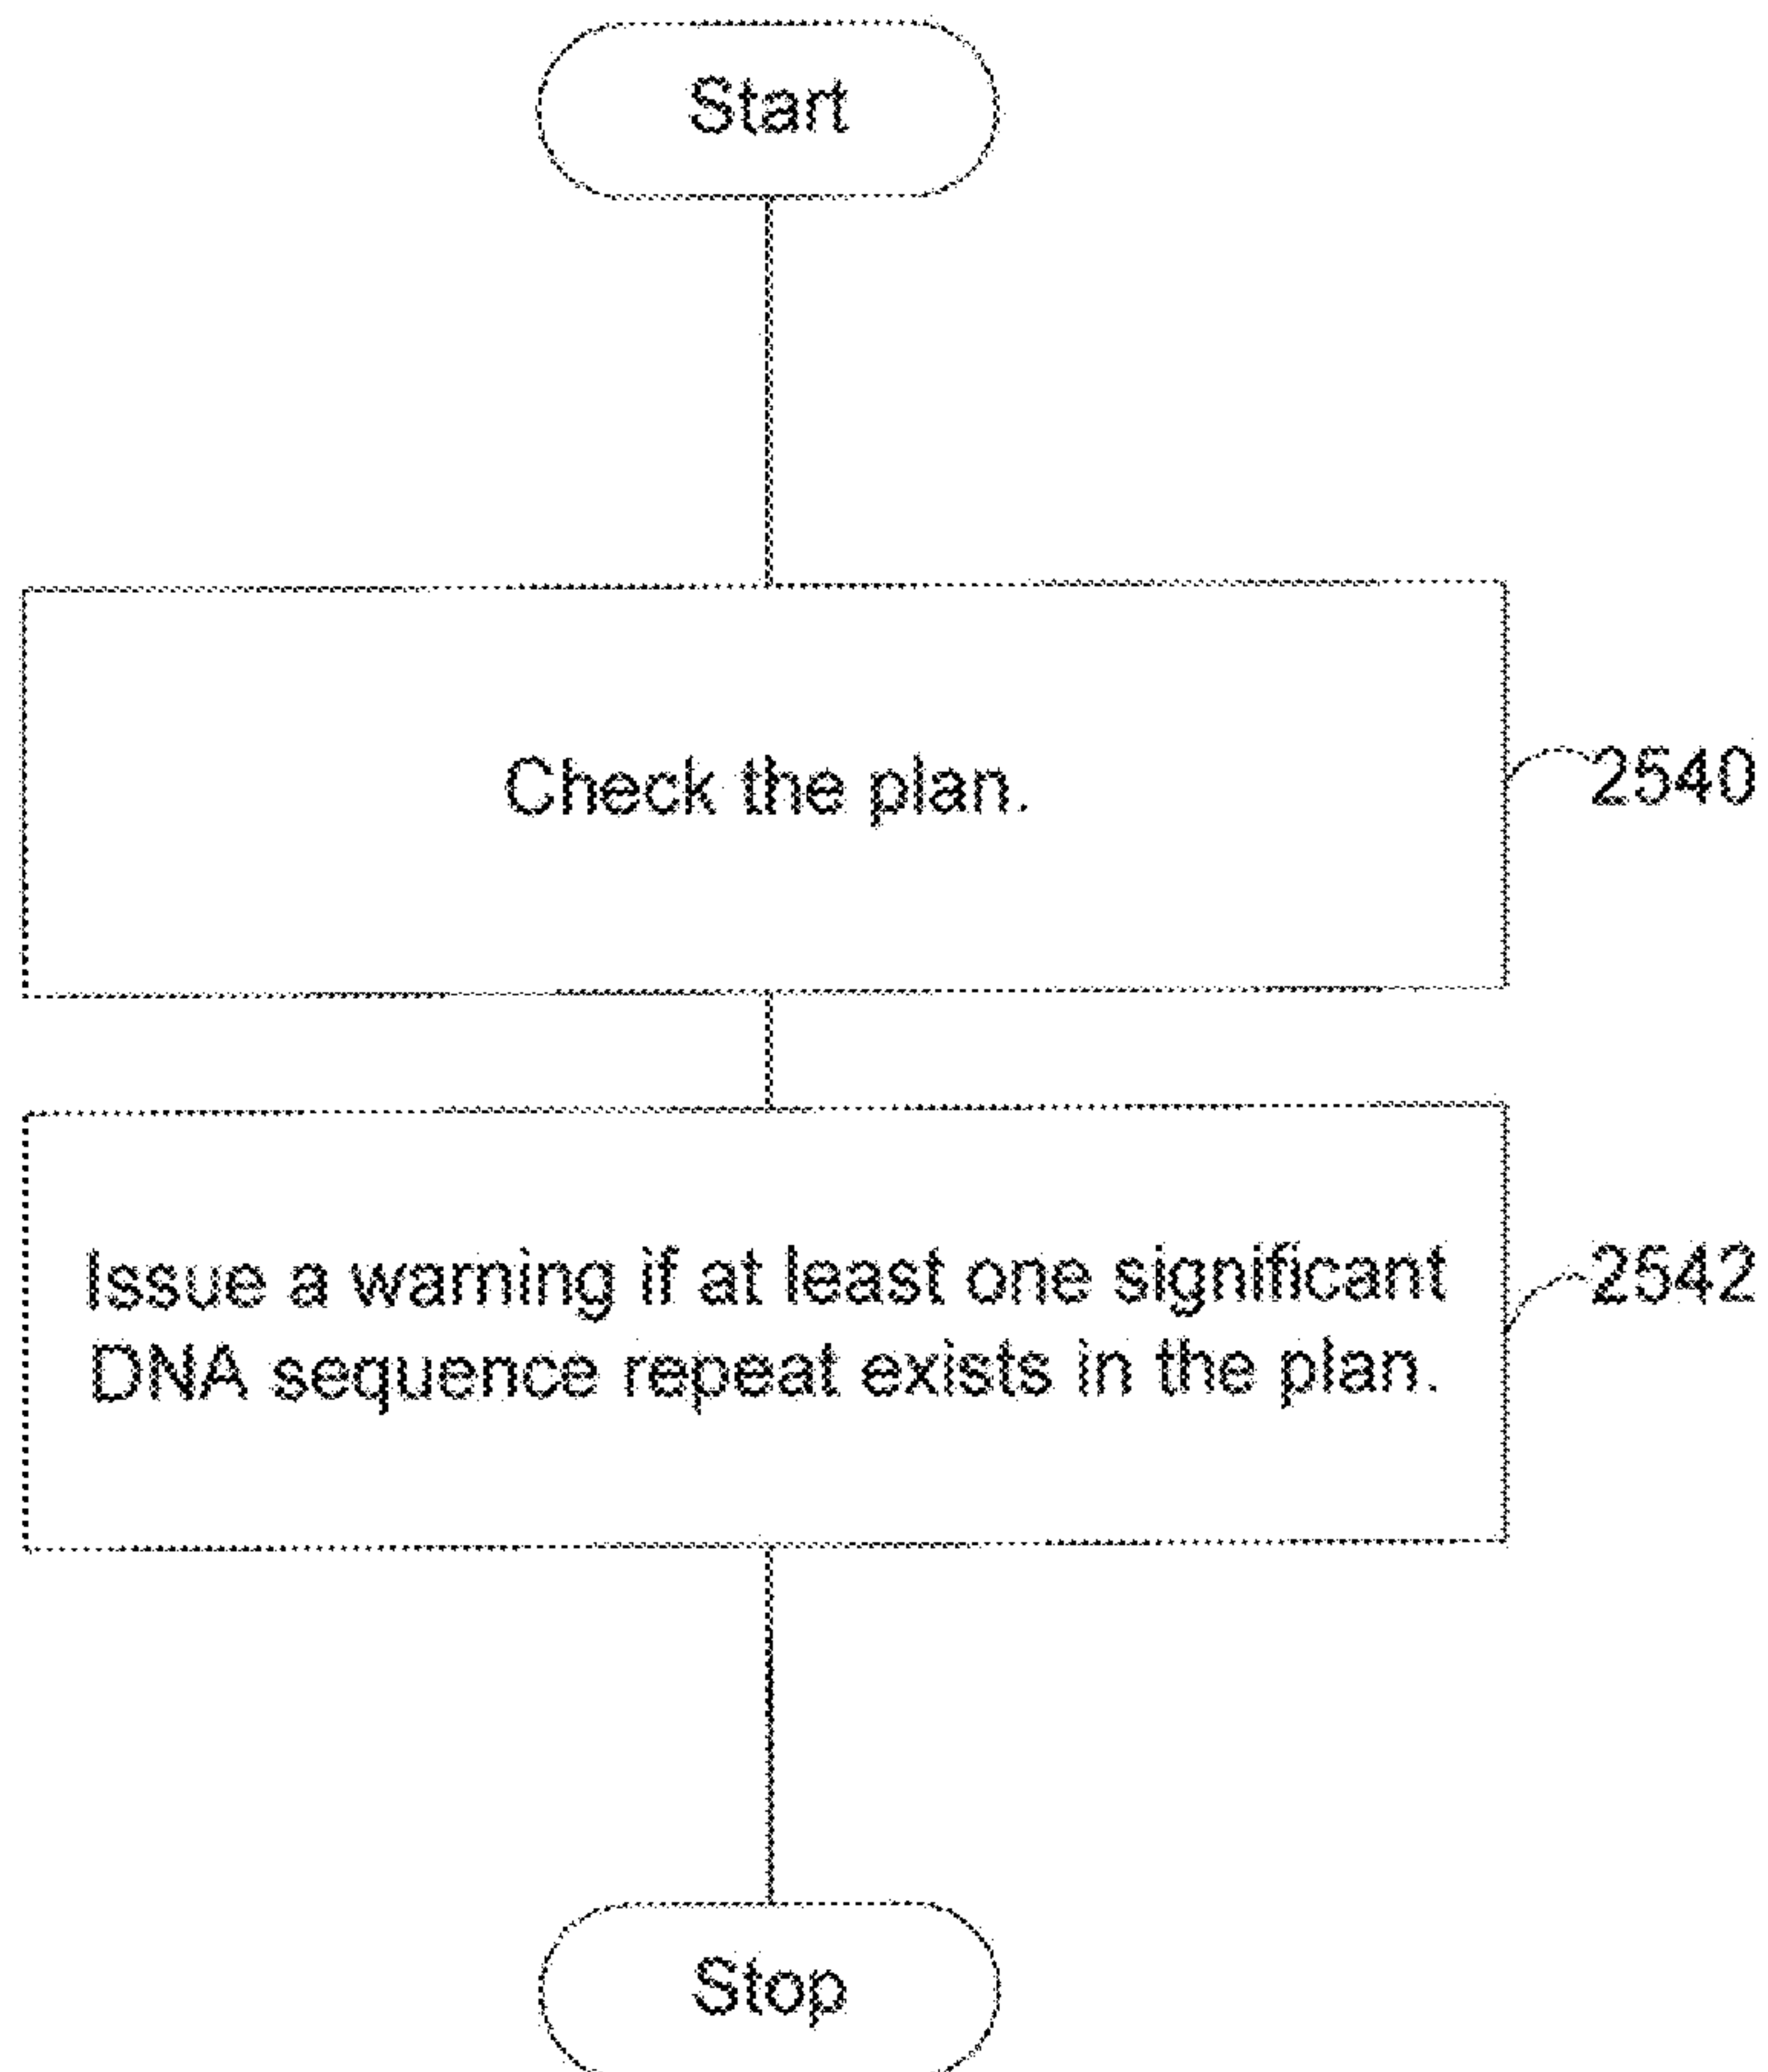 Start
Check the plan.
2540
Issue a warning if at least one significant
DNA sequence repeat exists in the plan.
2542
Stop